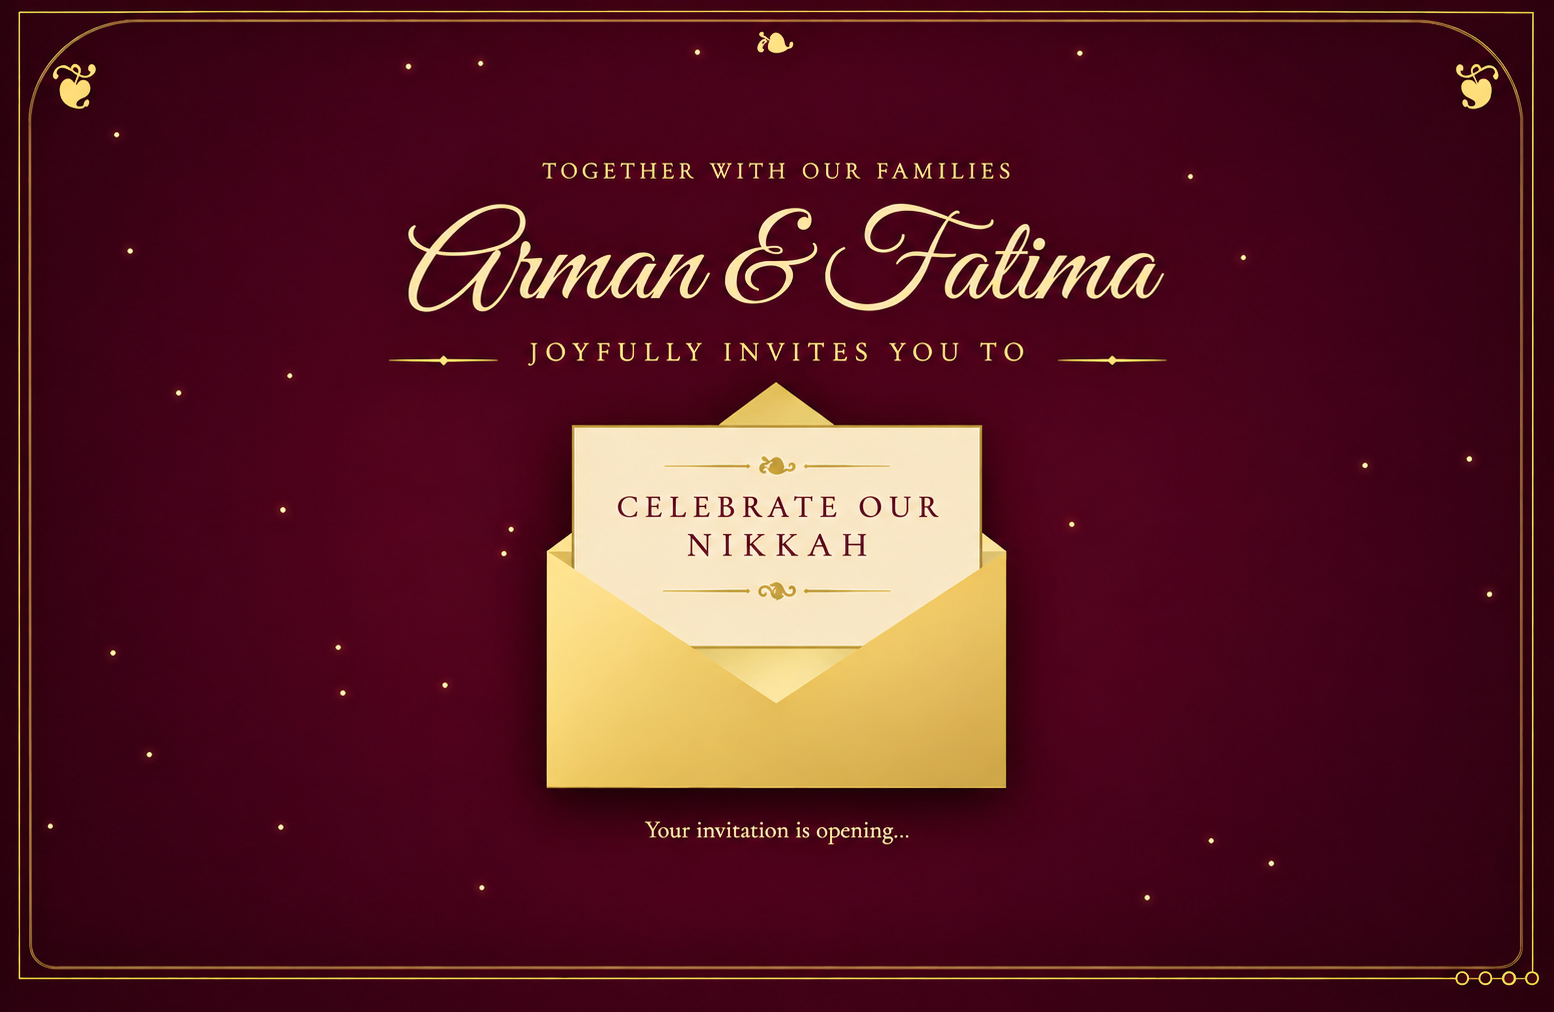 TOGETHER WITH OUR FAMILIES
Arman & Fatima
JOYFULLY INVITES YOU TO
CELEBRATE OUR
NIKKAH
Your invitation is opening...